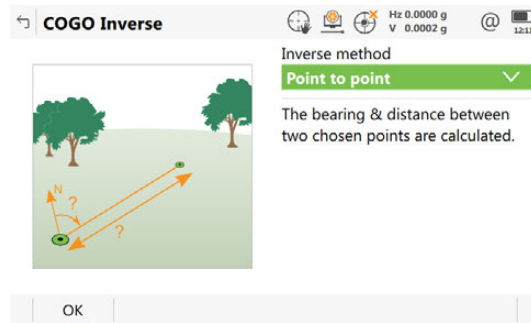 COGO Inverse
Hz 0.0000 g
V 0.0002 g
@
Inverse method
Point to point
The bearing & distance between
two chosen points are calculated.
N
?
?
OK